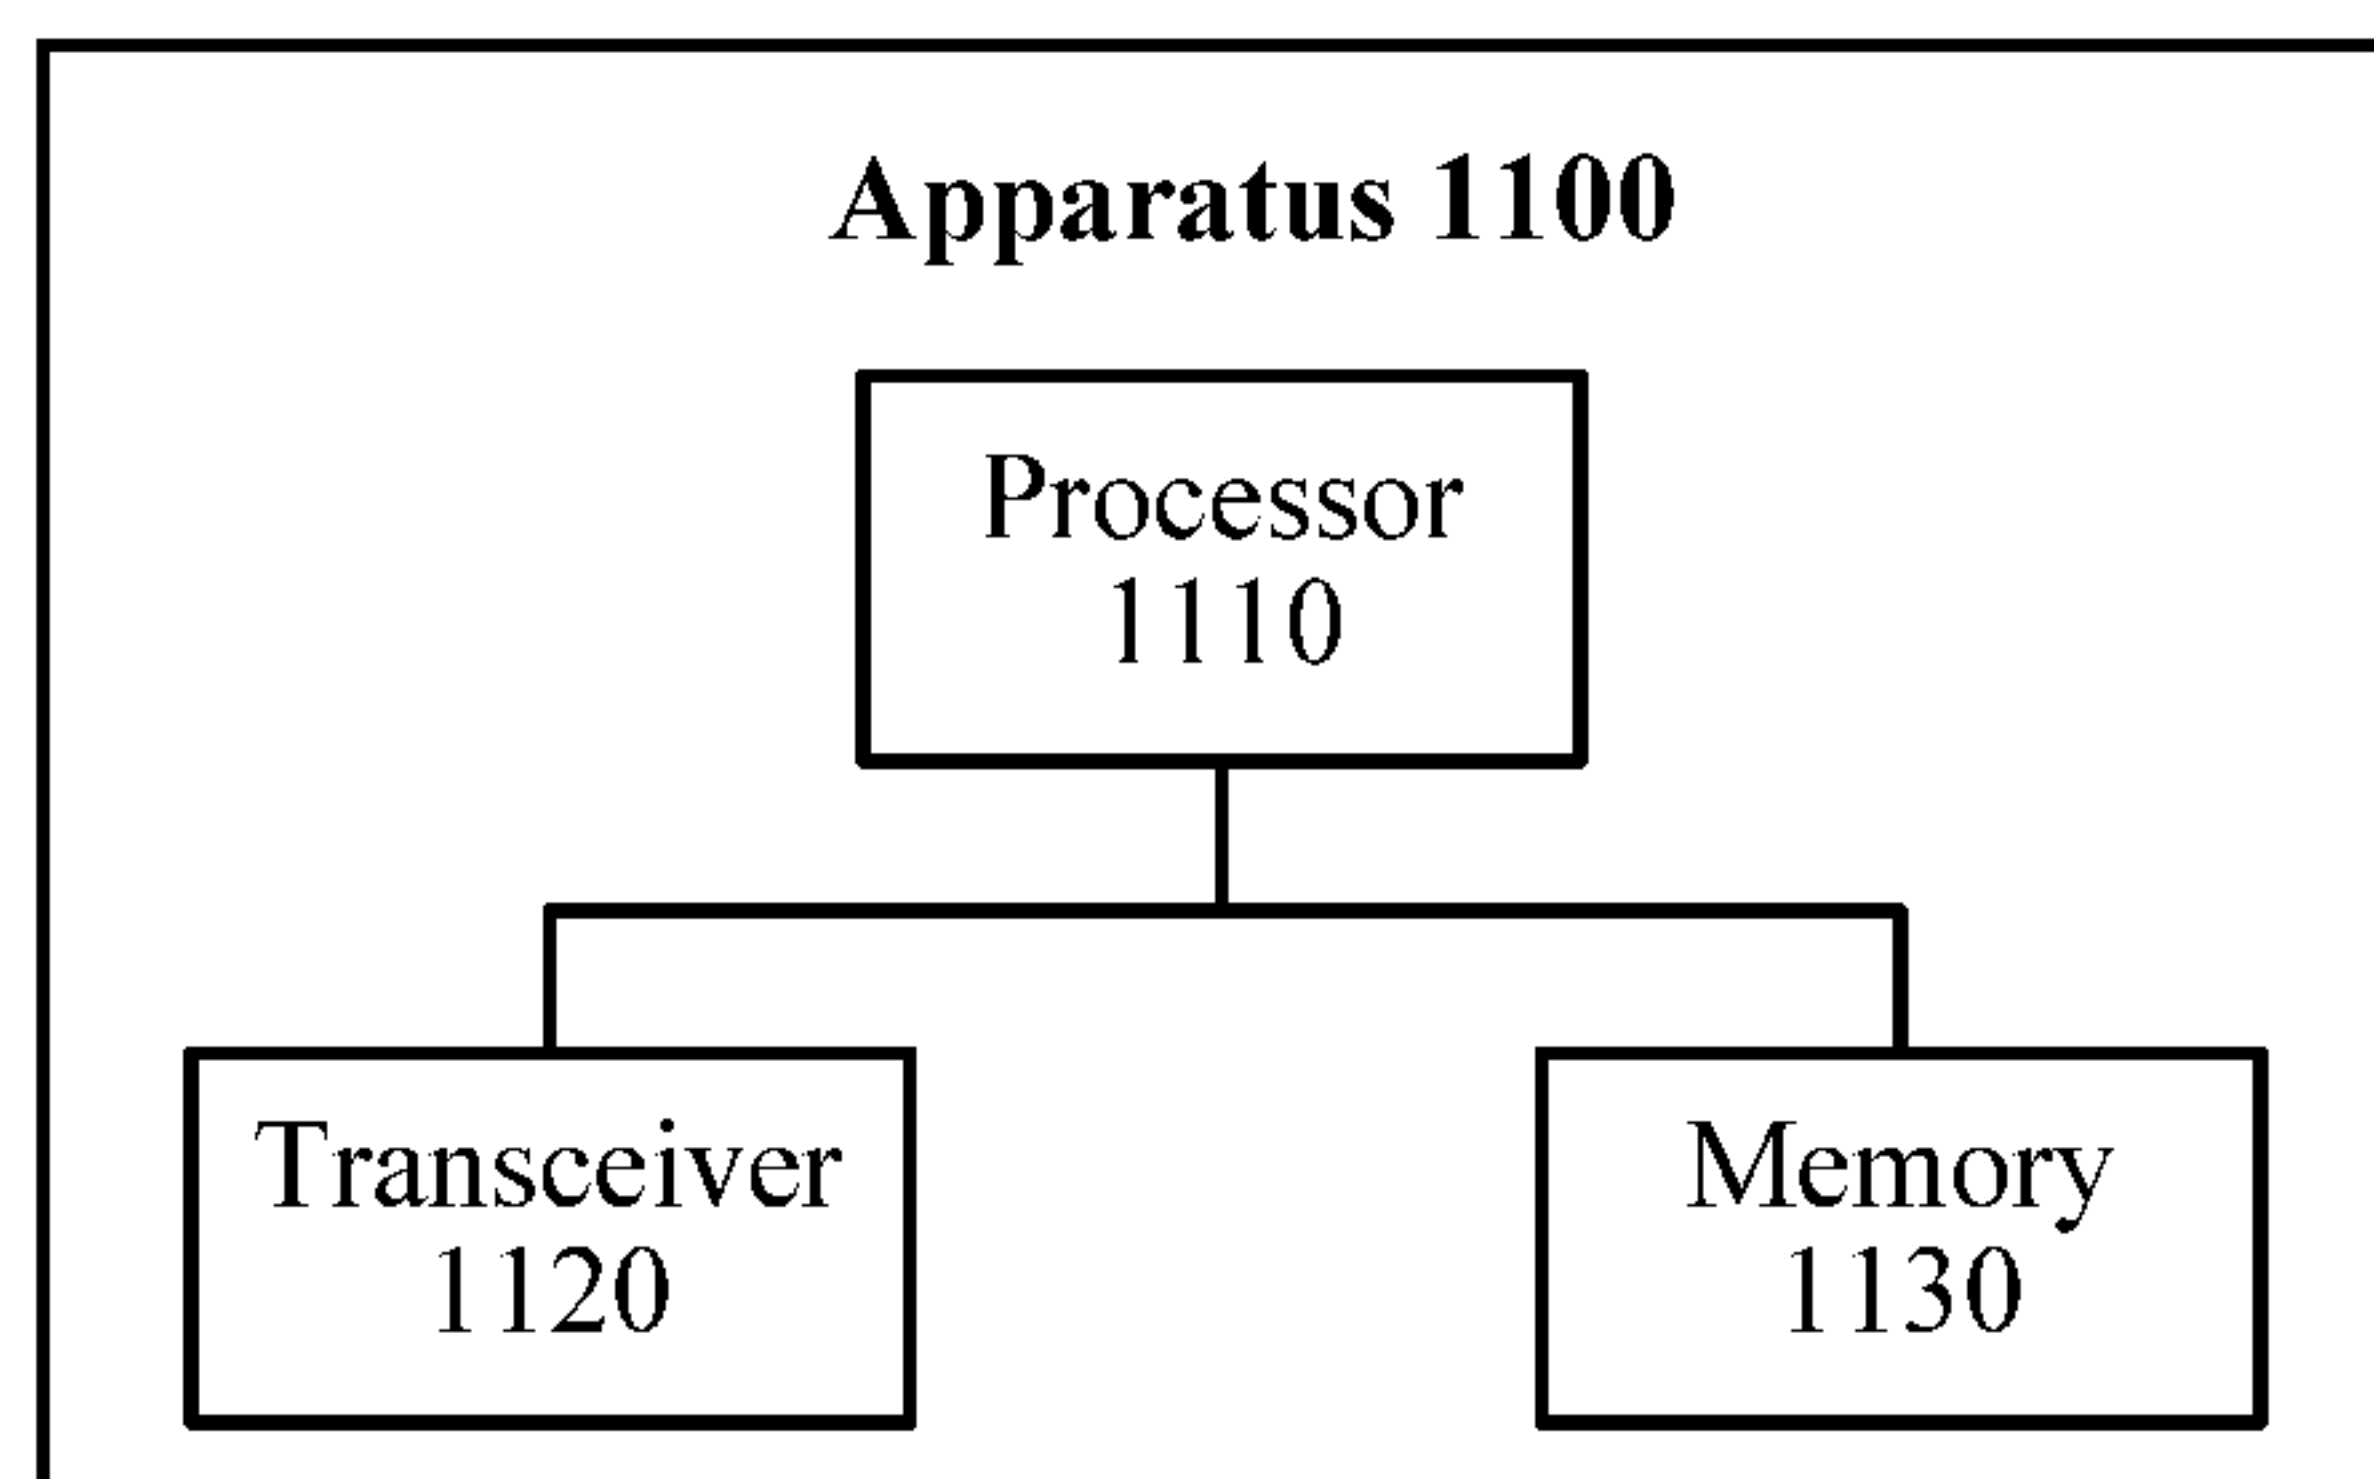 Apparatus 1100
Processor
1110
Transceiver
1120
Memory
1130